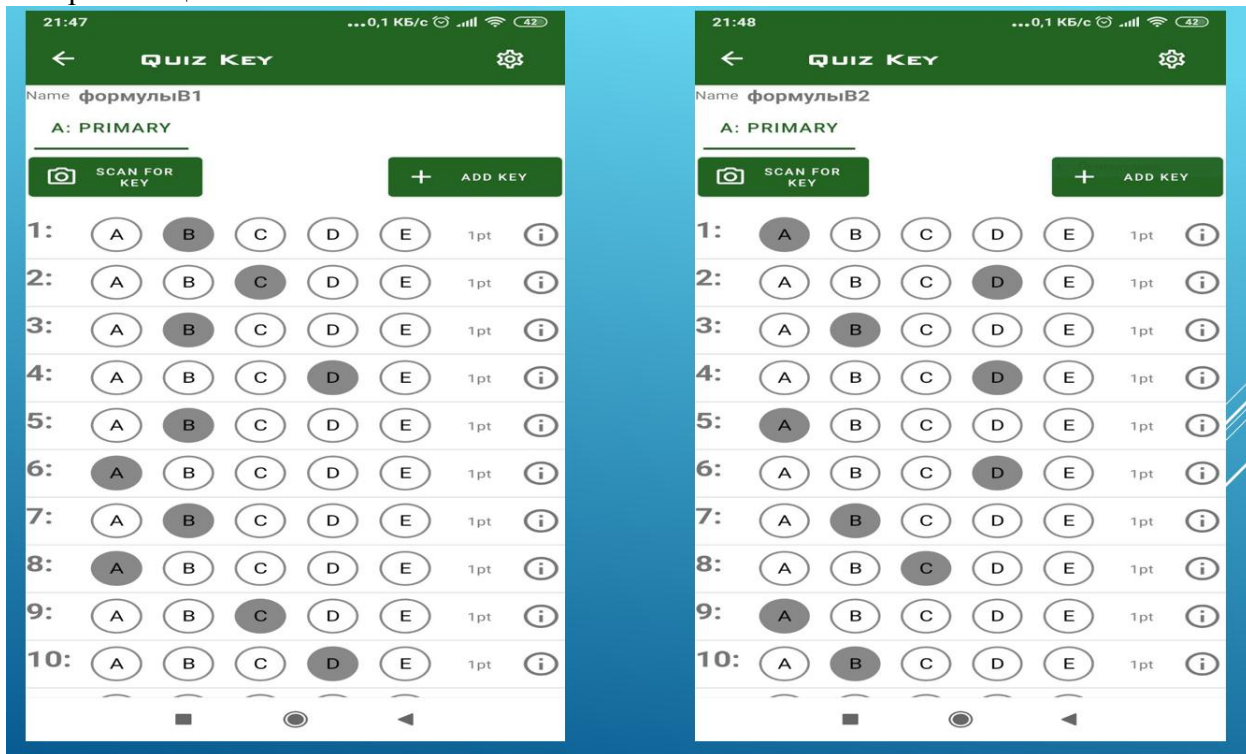 21:47 ...0,1 КБ/с 42
Quiz Key
Name формулыВ1
A: PRIMARY
SCAN FOR
KEY
+ ADD KEY
1: A B C D E 1pt
2: A B C D E 1pt
3: A B C D E 1pt
4: A B C D E 1pt
5: A B C D E 1pt
6: A B C D E 1pt
7: A B C D E 1pt
8: A B C D E 1pt
9: A B C D E 1pt
10: A B C D E 1pt
21:48 ...0,1 КБ/с 42
Quiz Key
Name формулыВ2
A: PRIMARY
SCAN FOR
KEY
+ ADD KEY
1: A B C D E 1pt
2: A B C D E 1pt
3: A B C D E 1pt
4: A B C D E 1pt
5: A B C D E 1pt
6: A B C D E 1pt
7: A B C D E 1pt
8: A B C D E 1pt
9: A B C D E 1pt
10: A B C D E 1pt